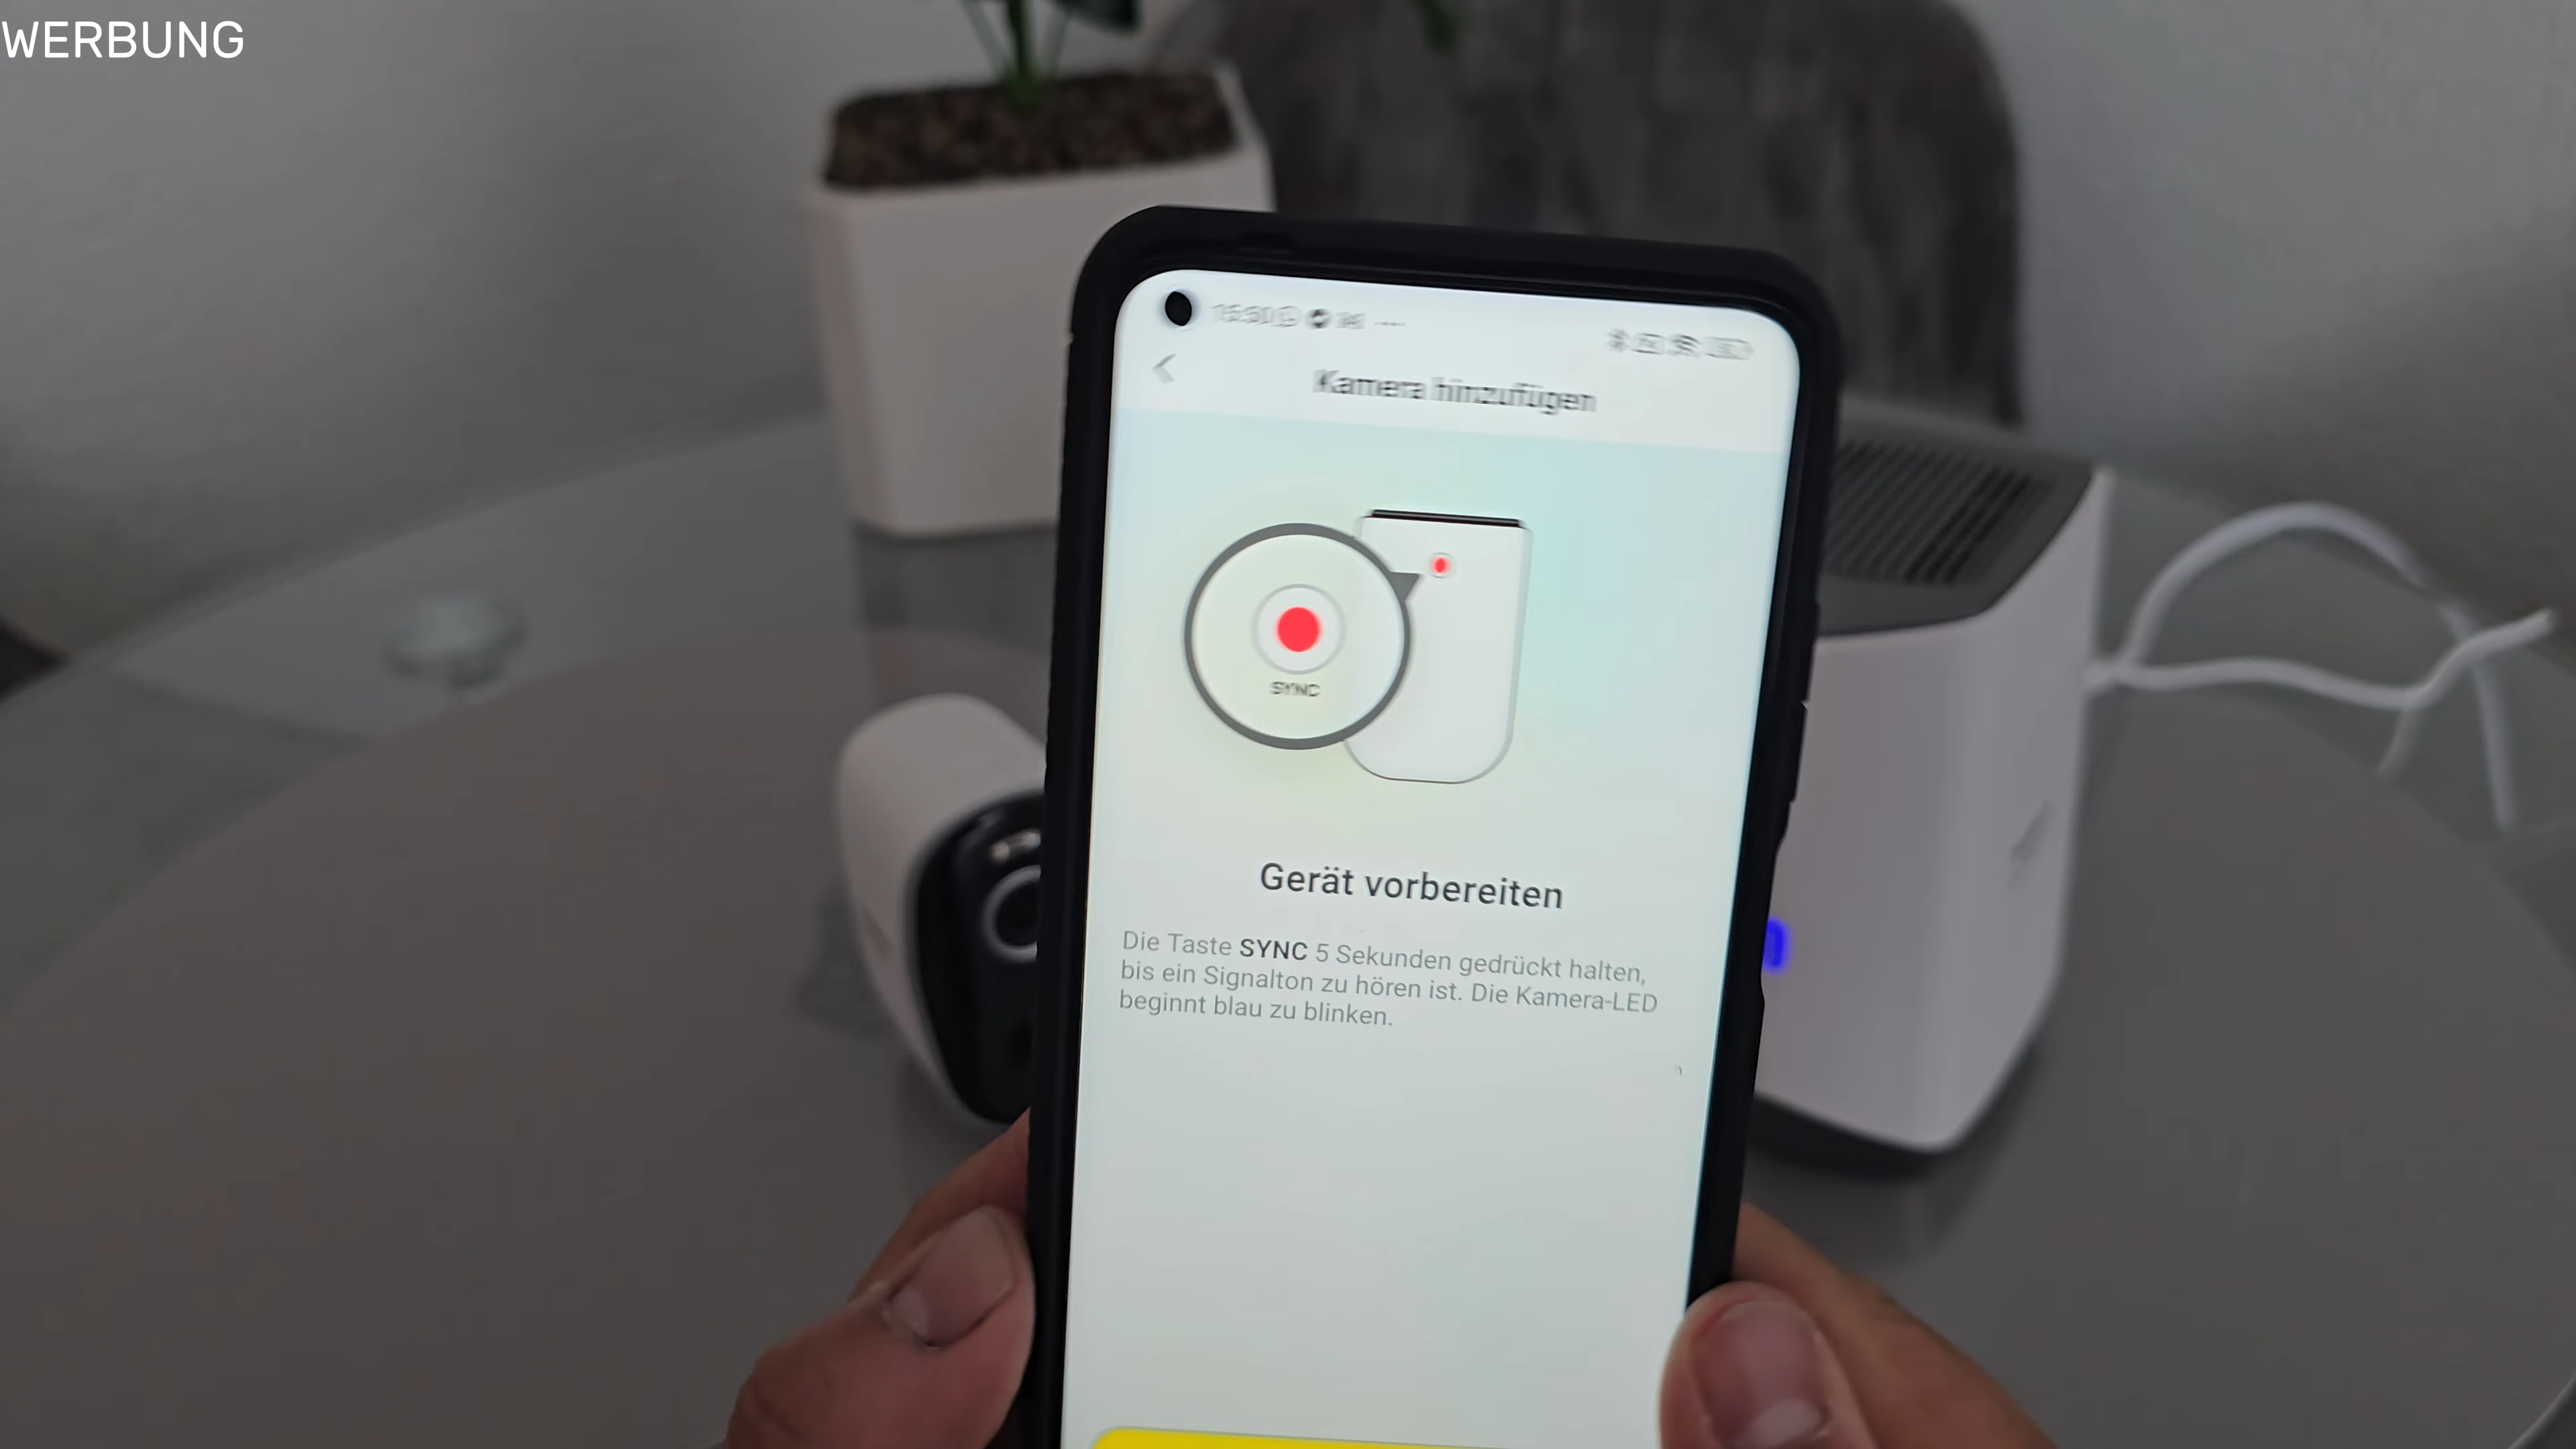 WERBUNG
Kamera hinzufügen
SYNC
Gerät vorbereiten
Die Taste SYNC 5 Sekunden gedrückt halten,
bis ein Signalton zu hören ist. Die Kamera-LED
beginnt blau zu blinken.